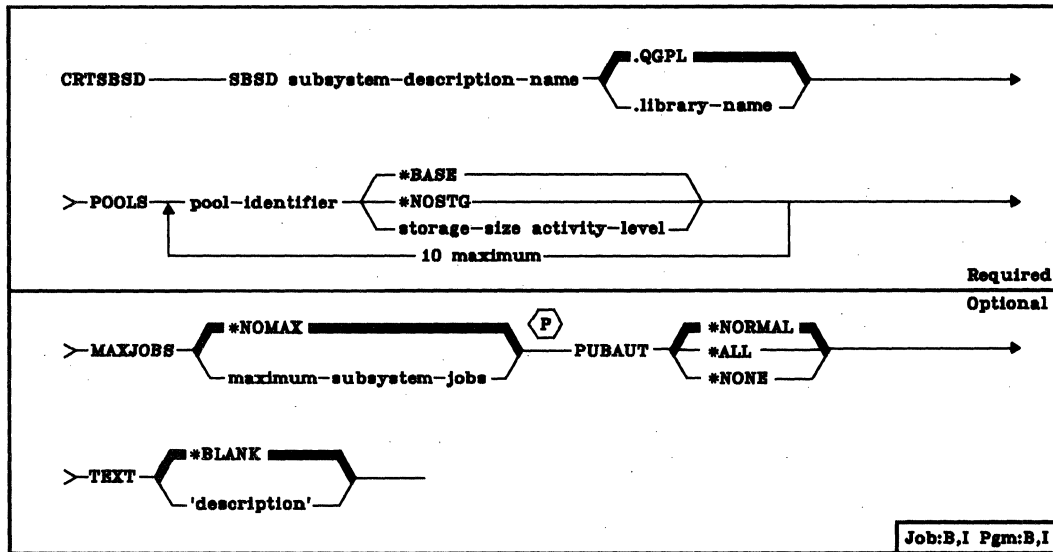 .QGPL
CRTSBSD SBSD subsystem-description-name
.library-name
*BASE
POOLS pool-identifier *NOSTG
storage-size activity-level
10 maximum
Required
Optional
*NOMAX P *NORMAL
MAXJOBS PUBAUT *ALL
maximum-subsystem-jobs *NONE
*BLANK
TEXT
'description'
Job:B,I Pgm:B,I